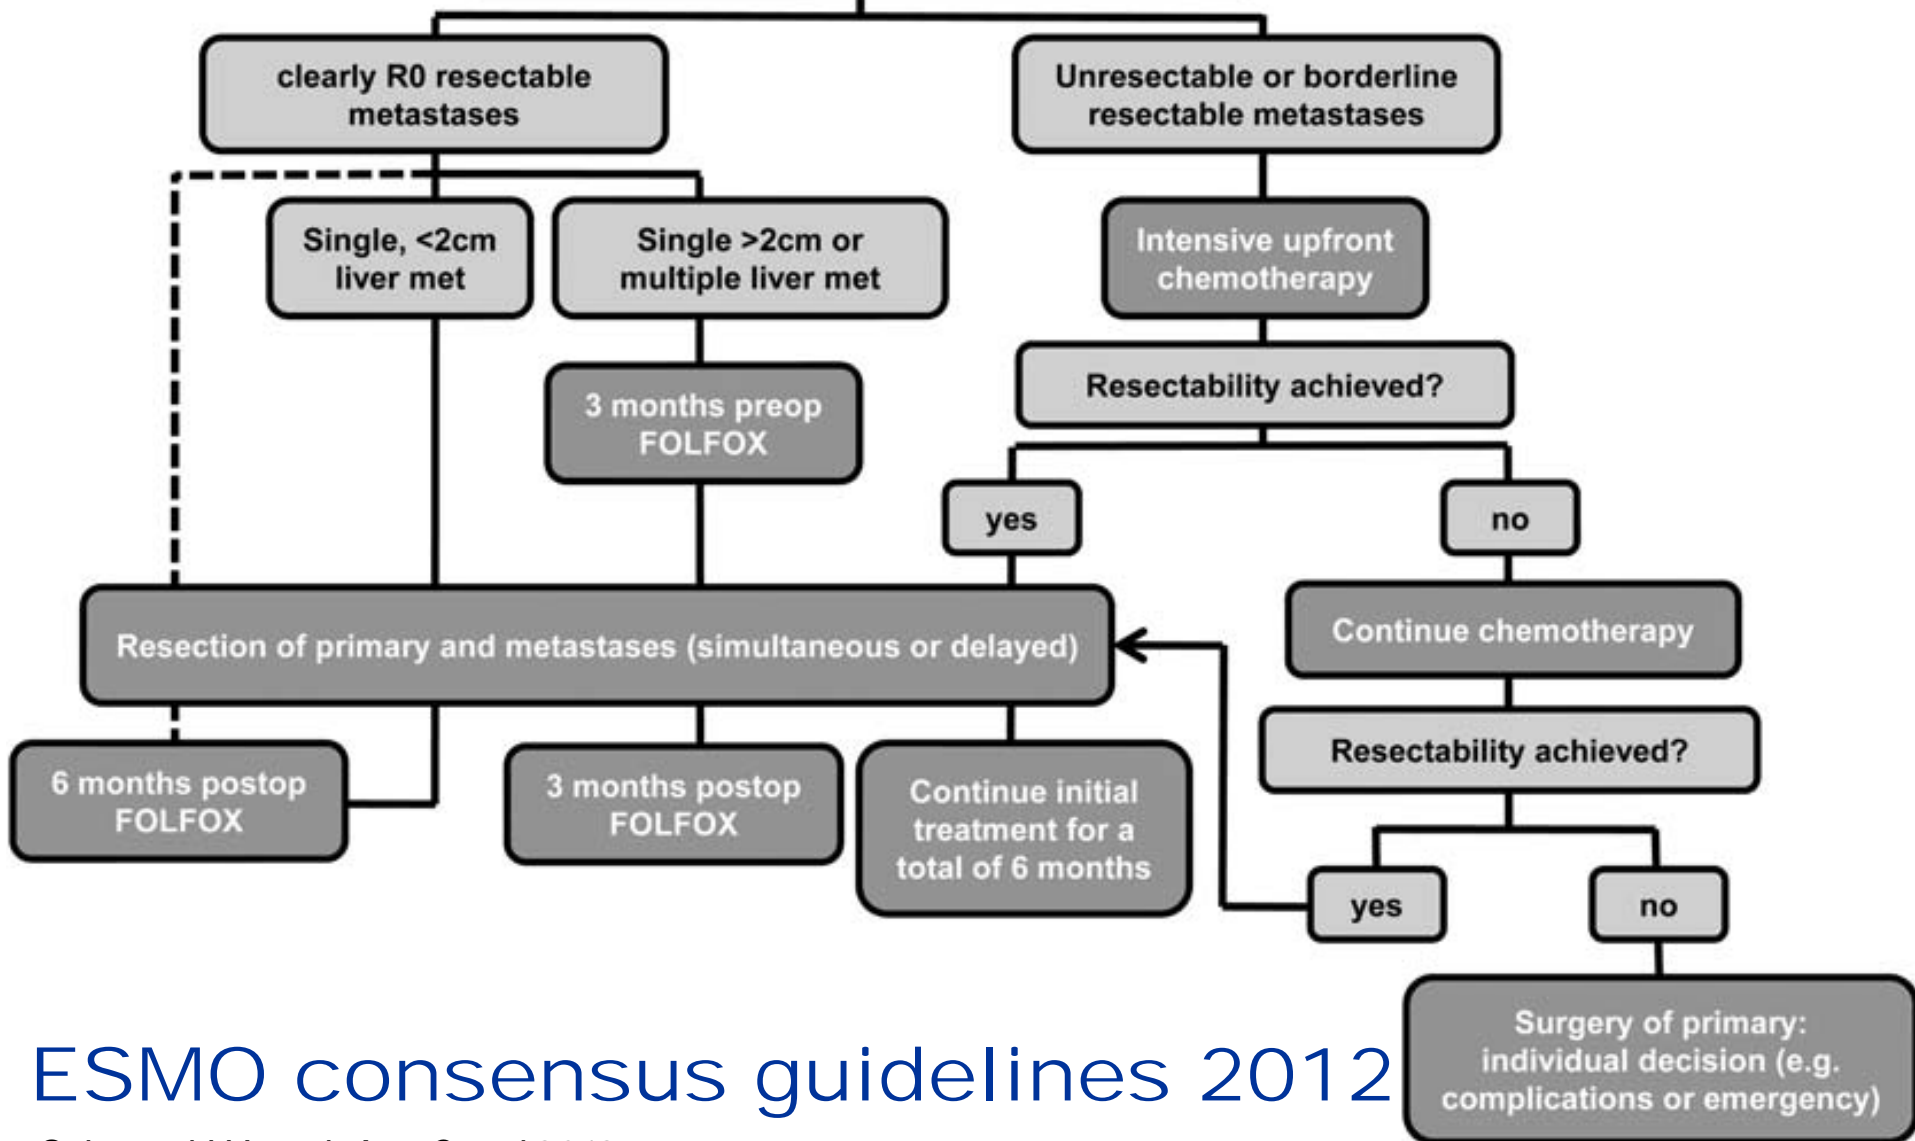 clearly R0 resectable
metastases
Unresectable or borderline
resectable metastases
Single, <2cm
liver met
Single >2cm or
multiple liver met
Intensive upfront
chemotherapy
3 months preop
FOLFOX
Resectability achieved?
yes
no
Resection of primary and metastases (simultaneous or delayed)
Continue chemotherapy
Resectability achieved?
6 months postop
FOLFOX
3 months postop
FOLFOX
Continue initial
treatment for a
total of 6 months
yes
no
Surgery of primary:
individual decision (e.g.
complications or emergency)
ESMO consensus guidelines 2012